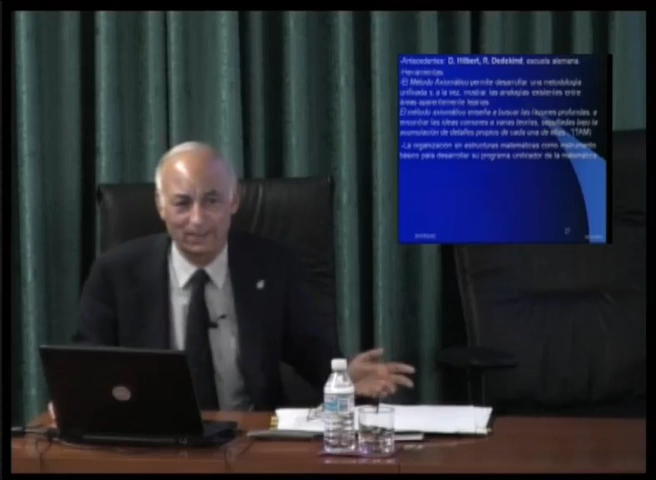 -Antecedentes: D. Hilbert, R. Dedekind, escuela alemana.
-Herramientas
-El Método Axiomático permite desarrollar una metodología
unificada y, a la vez, mostrar las analogías existentes entre
áreas aparentemente lejanas.
El método axiomático enseña a buscar las razones profundas, a
encontrar las ideas comunes a varias teorías, sepultadas bajo la
acumulación de detalles propios de cada una de ellas
-La organización en estructuras matemáticas como instrumento
básico para desarrollar su programa unificador de la matemática
27